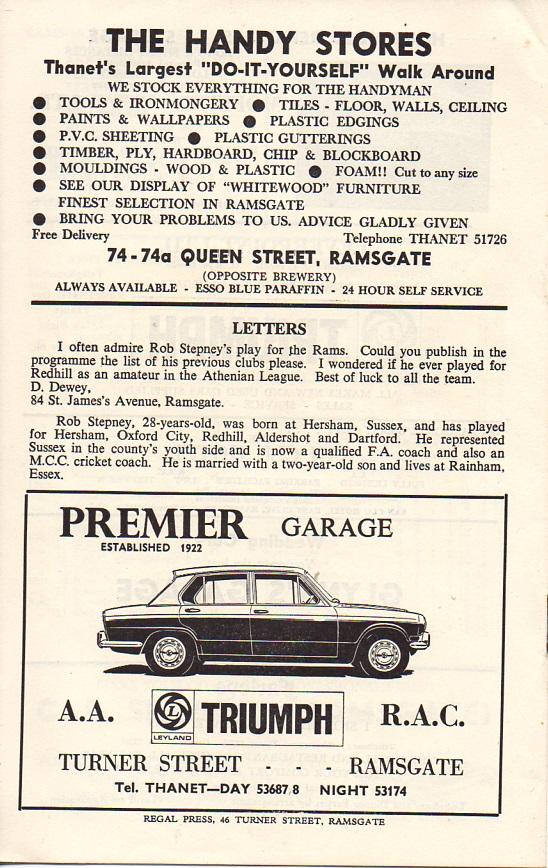 THE HANDY STORES
Thanet's Largest "DO-IT-YOURSELF" Walk Around
WE STOCK EVERYTHING FOR THE HANDYMAN
● TOOLS & IRONMONGERY ● TILES - FLOOR, WALLS, CEILING
● PAINTS & WALLPAPERS ● PLASTIC EDGINGS
● P.V.C. SHEETING ● PLASTIC GUTTERINGS
● TIMBER, PLY, HARDBOARD, CHIP & BLOCKBOARD
● MOULDINGS - WOOD & PLASTIC ● FOAM!! Cut to any size
● SEE OUR DISPLAY OF "WHITEWOOD" FURNITURE
FINEST SELECTION IN RAMSGATE
● BRING YOUR PROBLEMS TO US. ADVICE GLADLY GIVEN
Free Delivery Telephone THANET 51726
74-74a QUEEN STREET, RAMSGATE
(OPPOSITE BREWERY)
ALWAYS AVAILABLE - ESSO BLUE PARAFFIN - 24 HOUR SELF SERVICE
LETTERS
I often admire Rob Stepney's play for the Rams. Could you publish in the
programme the list of his previous clubs please. I wondered if he ever played for
Redhill as an amateur in the Athenian League. Best of luck to all the team.
D. Dewey,
84 St. James's Avenue, Ramsgate.
Rob Stepney, 28-years-old, was born at Hersham, Sussex, and has played
for Hersham, Oxford City, Redhill, Aldershot and Dartford. He represented
Sussex in the county's youth side and is now a qualified F.A. coach and also an
M.C.C. cricket coach. He is married with a two-year-old son and lives at Rainham,
Essex.
PREMIER GARAGE
ESTABLISHED 1922
A.A. LEYLAND TRIUMPH R.A.C.
TURNER STREET - - RAMSGATE
Tel. THANET—DAY 53687/8 NIGHT 53174
REGAL PRESS, 46 TURNER STREET, RAMSGATE